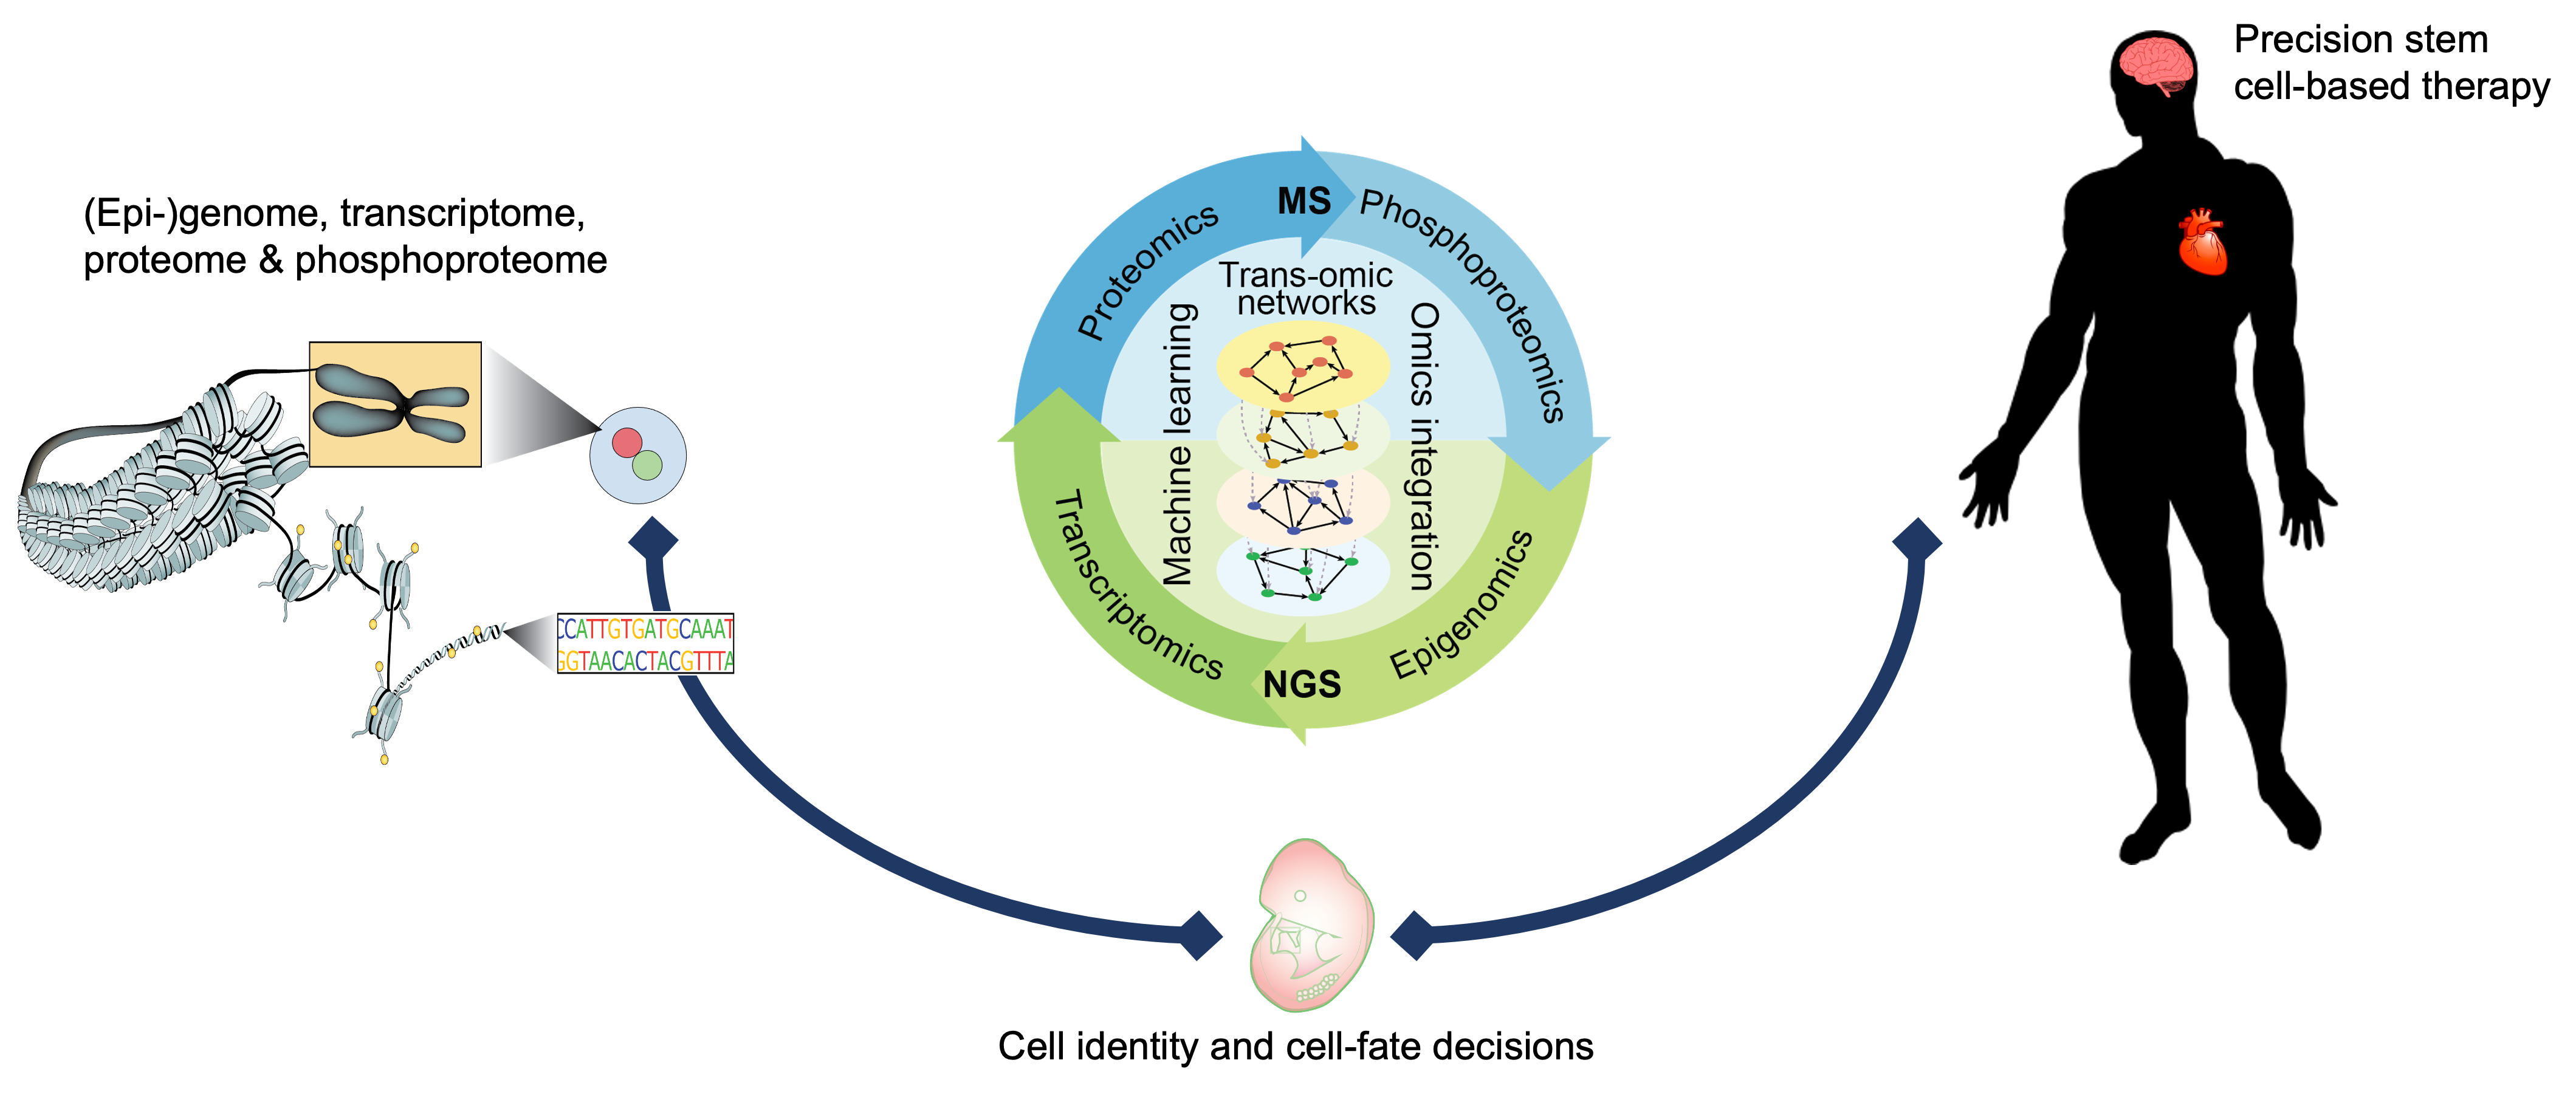 (Epi-)genome, transcriptome,
proteome & phosphoproteome
CCATTGTGATGCAAAT
GGTAACACTACGTTTA
Proteomics
MS
Phosphoproteomics
Trans-omic
networks
Machine learning
Omics integration
Transcriptomics
NGS
Epigenomics
Cell identity and cell-fate decisions
Precision stem
cell-based therapy